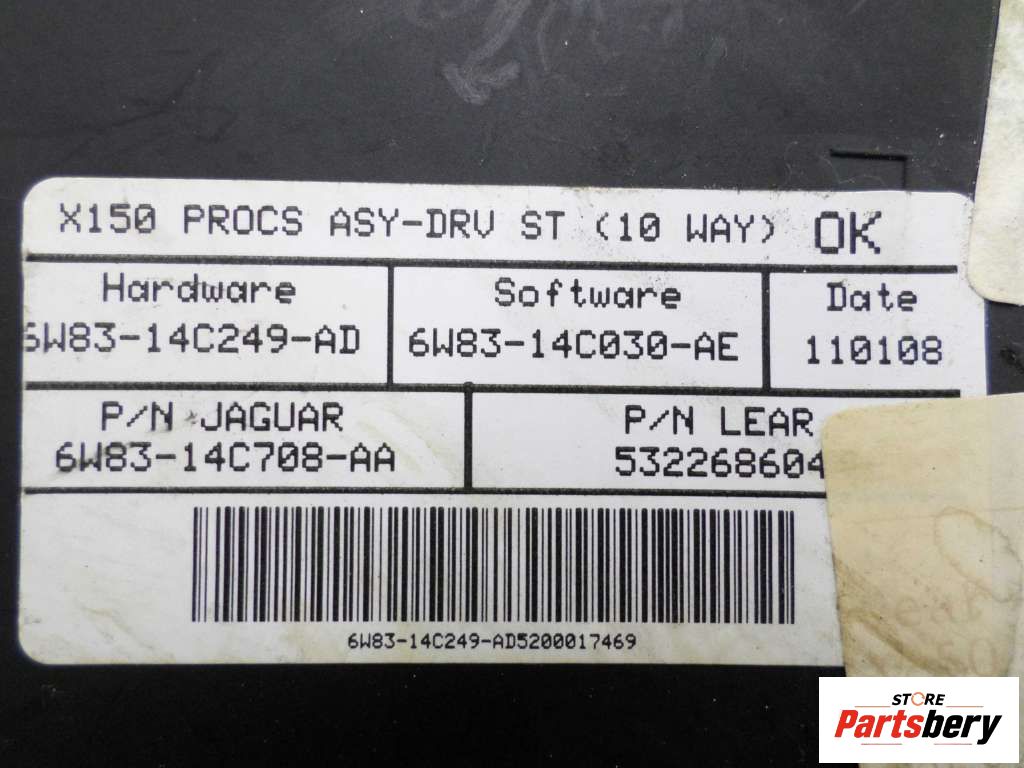 X150 PROCS ASY-DRV ST (10 WAY) OK
Hardware Software Date
6W83-14C249-AD 6W83-14C030-AE 110108
P/N JAGUAR P/N LEAR
6W83-14C708-AA 532268604
6W83-14C249-AD5200017469
STORE
Partsbery